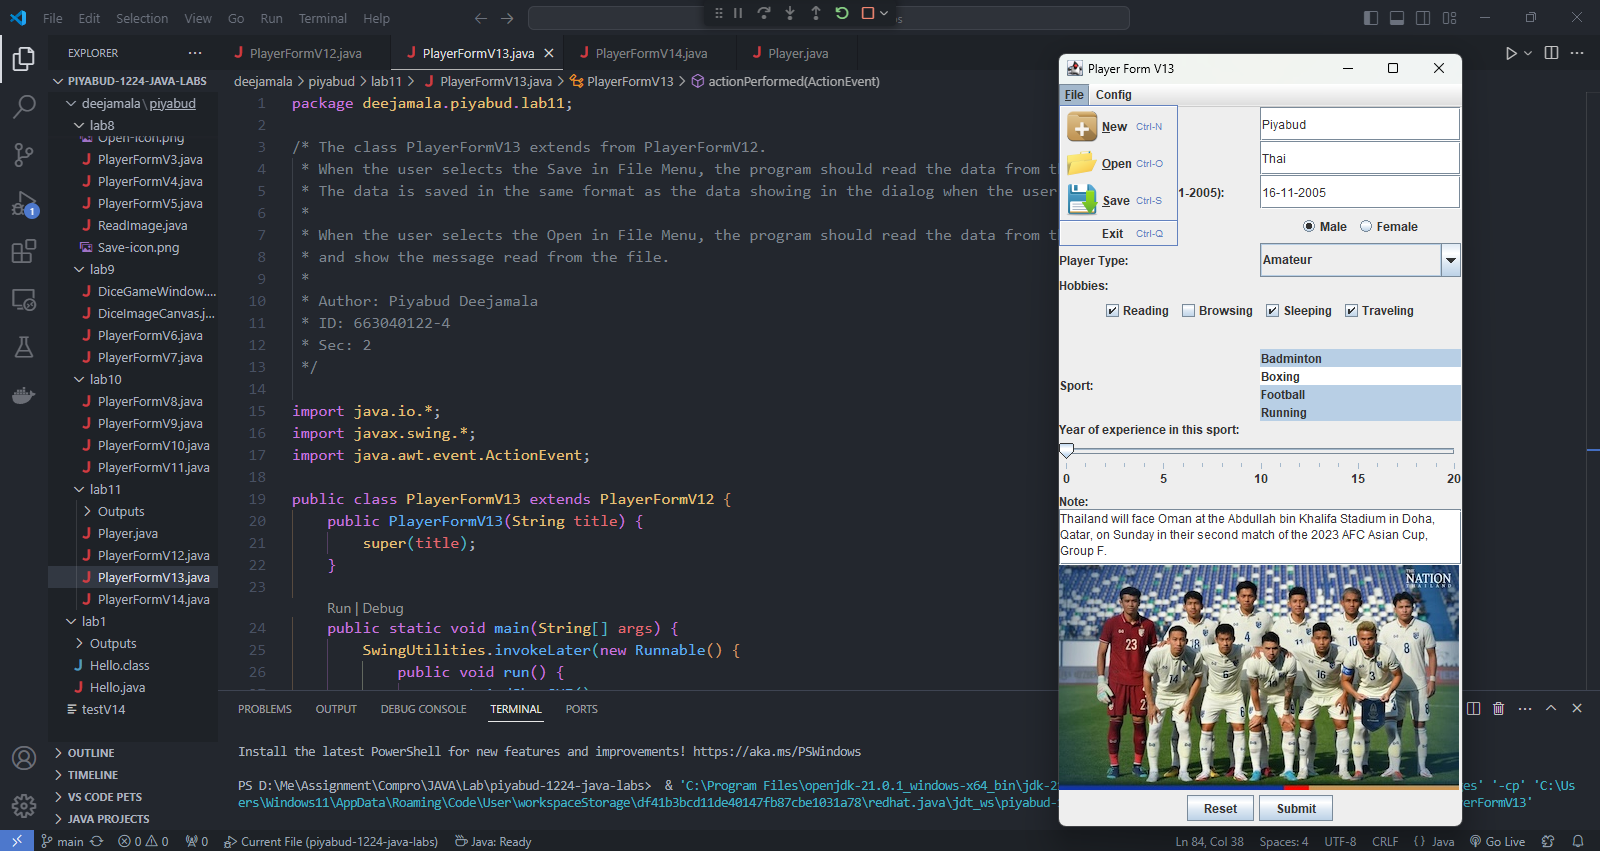 File Edit Selection View Go Run Terminal Help
EXPLORER
PIYABUD-1224-JAVA-LABS
deejamala\piyabud
lab8
Open-icon.png
PlayerFormV3.java
PlayerFormV4.java
PlayerFormV5.java
ReadImage.java
Save-icon.png
lab9
DiceGameWindow....
DiceImageCanvas.j...
PlayerFormV6.java
PlayerFormV7.java
lab10
PlayerFormV8.java
PlayerFormV9.java
PlayerFormV10.java
PlayerFormV11.java
lab11
Outputs
Player.java
PlayerFormV12.java
PlayerFormV13.java
PlayerFormV14.java
lab1
Outputs
Hello.class
Hello.java
testV14
OUTLINE
TIMELINE
VS CODE PETS
JAVA PROJECTS
1
PlayerFormV12.java PlayerFormV13.java PlayerFormV14.java Player.java
deejamala > piyabud > lab11 > PlayerFormV13.java > PlayerFormV13 > actionPerformed(ActionEvent)
1 package deejamala.piyabud.lab11;
2
3 /* The class PlayerFormV13 extends from PlayerFormV12.
4 * When the user selects the Save in File Menu, the program should read the data from t
5 * The data is saved in the same format as the data showing in the dialog when the user
6 *
7 * When the user selects the Open in File Menu, the program should read the data from t
8 * and show the message read from the file.
9 *
10 * Author: Piyabud Deejamala
11 * ID: 663040122-4
12 * Sec: 2
13 */
14
15 import java.io.*;
16 import javax.swing.*;
17 import java.awt.event.ActionEvent;
18
19 public class PlayerFormV13 extends PlayerFormV12 {
20 public PlayerFormV13(String title) {
21 super(title);
22 }
23
Run | Debug
24 public static void main(String[] args) {
25 SwingUtilities.invokeLater(new Runnable() {
26 public void run() {
PROBLEMS OUTPUT DEBUG CONSOLE TERMINAL PORTS
Install the latest PowerShell for new features and improvements! https://aka.ms/PSWindows
PS D:\Me\Assignment\Compro\JAVA\Lab\piyabud-1224-java-labs> & 'C:\Program Files\openjdk-21.0.1_windows-x64_bin\jdk-2 es' '-cp' 'C:\Us
ers\Windows11\AppData\Roaming\Code\User\workspaceStorage\df41b3bcd11de40147fb87cbe1031a78\redhat.java\jdt_ws\piyabud- erFormV13'
Player Form V13
File Config
New Ctrl-N
Open Ctrl-O
Save Ctrl-S
Exit Ctrl-Q
Piyabud
Thai
1-2005): 16-11-2005
Male Female
Player Type: Amateur
Hobbies:
Reading Browsing Sleeping Traveling
Sport:
Badminton
Boxing
Football
Running
Year of experience in this sport:
0 5 10 15 20
Note:
Thailand will face Oman at the Abdullah bin Khalifa Stadium in Doha,
Qatar, on Sunday in their second match of the 2023 AFC Asian Cup,
Group F.
THE
NATION
THAILAND
23 10 8 14 6 16 3 4 9
Reset Submit
main 0 0 0 Current File (piyabud-1224-java-labs) Java: Ready
Ln 84, Col 38 Spaces: 4 UTF-8 CRLF {} Java Go Live